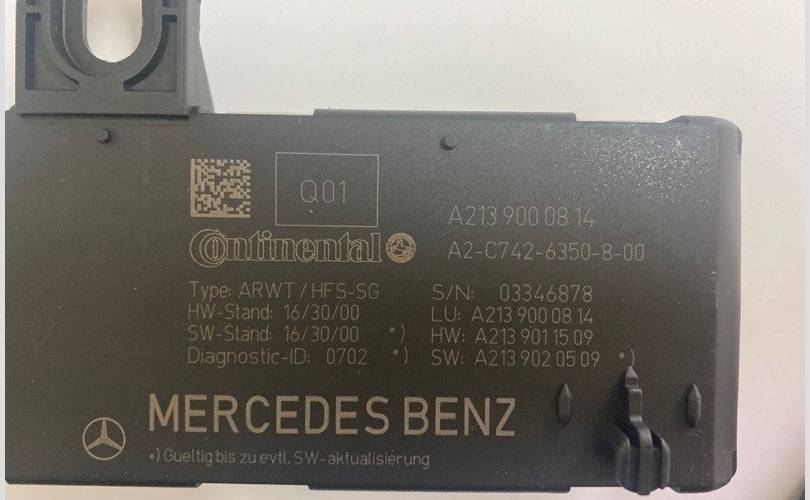 Q01
A213 900 08 14
Continental
A2-C742-6350-8-00
Type: ARWT/HFS-SG
S/N: 03346878
HW-Stand: 16/30/00
LU: A213 900 08 14
SW-Stand: 16/30/00 *)
HW: A213 901 15 09
Diagnostic-ID: 0702 *)
SW: A213 902 05 09 *)
MERCEDES BENZ
*) Gueltig bis zu evtl. SW-aktualisierung